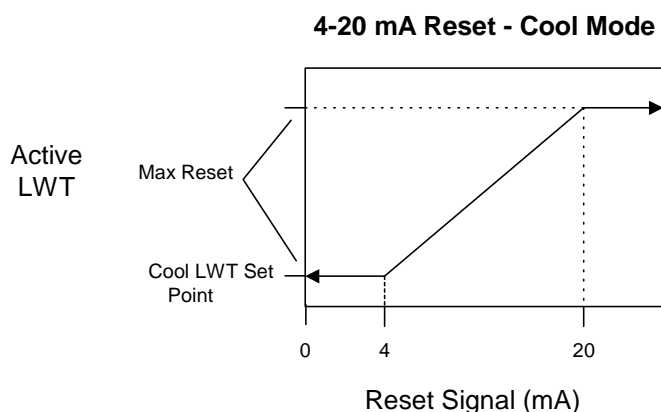 4-20 mA Reset - Cool Mode
Active
LWT
Max Reset
Cool LWT Set
Point
0
4
20
Reset Signal (mA)